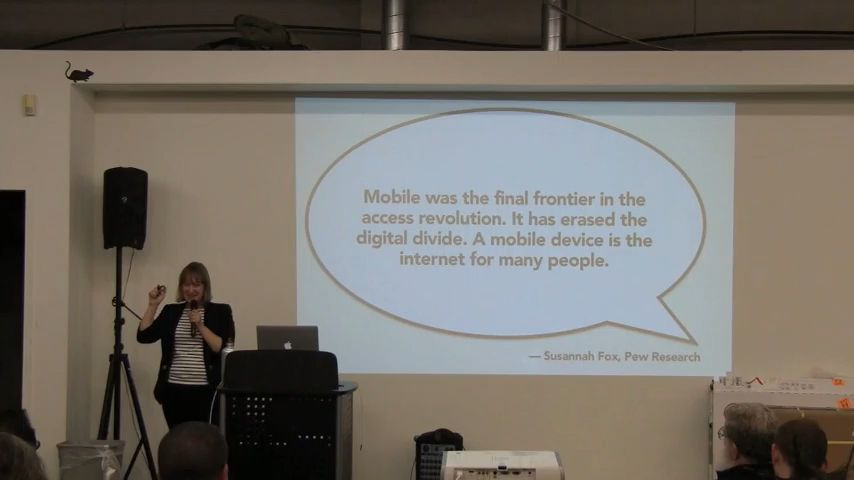 Mobile was the final frontier in the
access revolution. It has erased the
digital divide. A mobile device is the
internet for many people.
— Susannah Fox, Pew Research